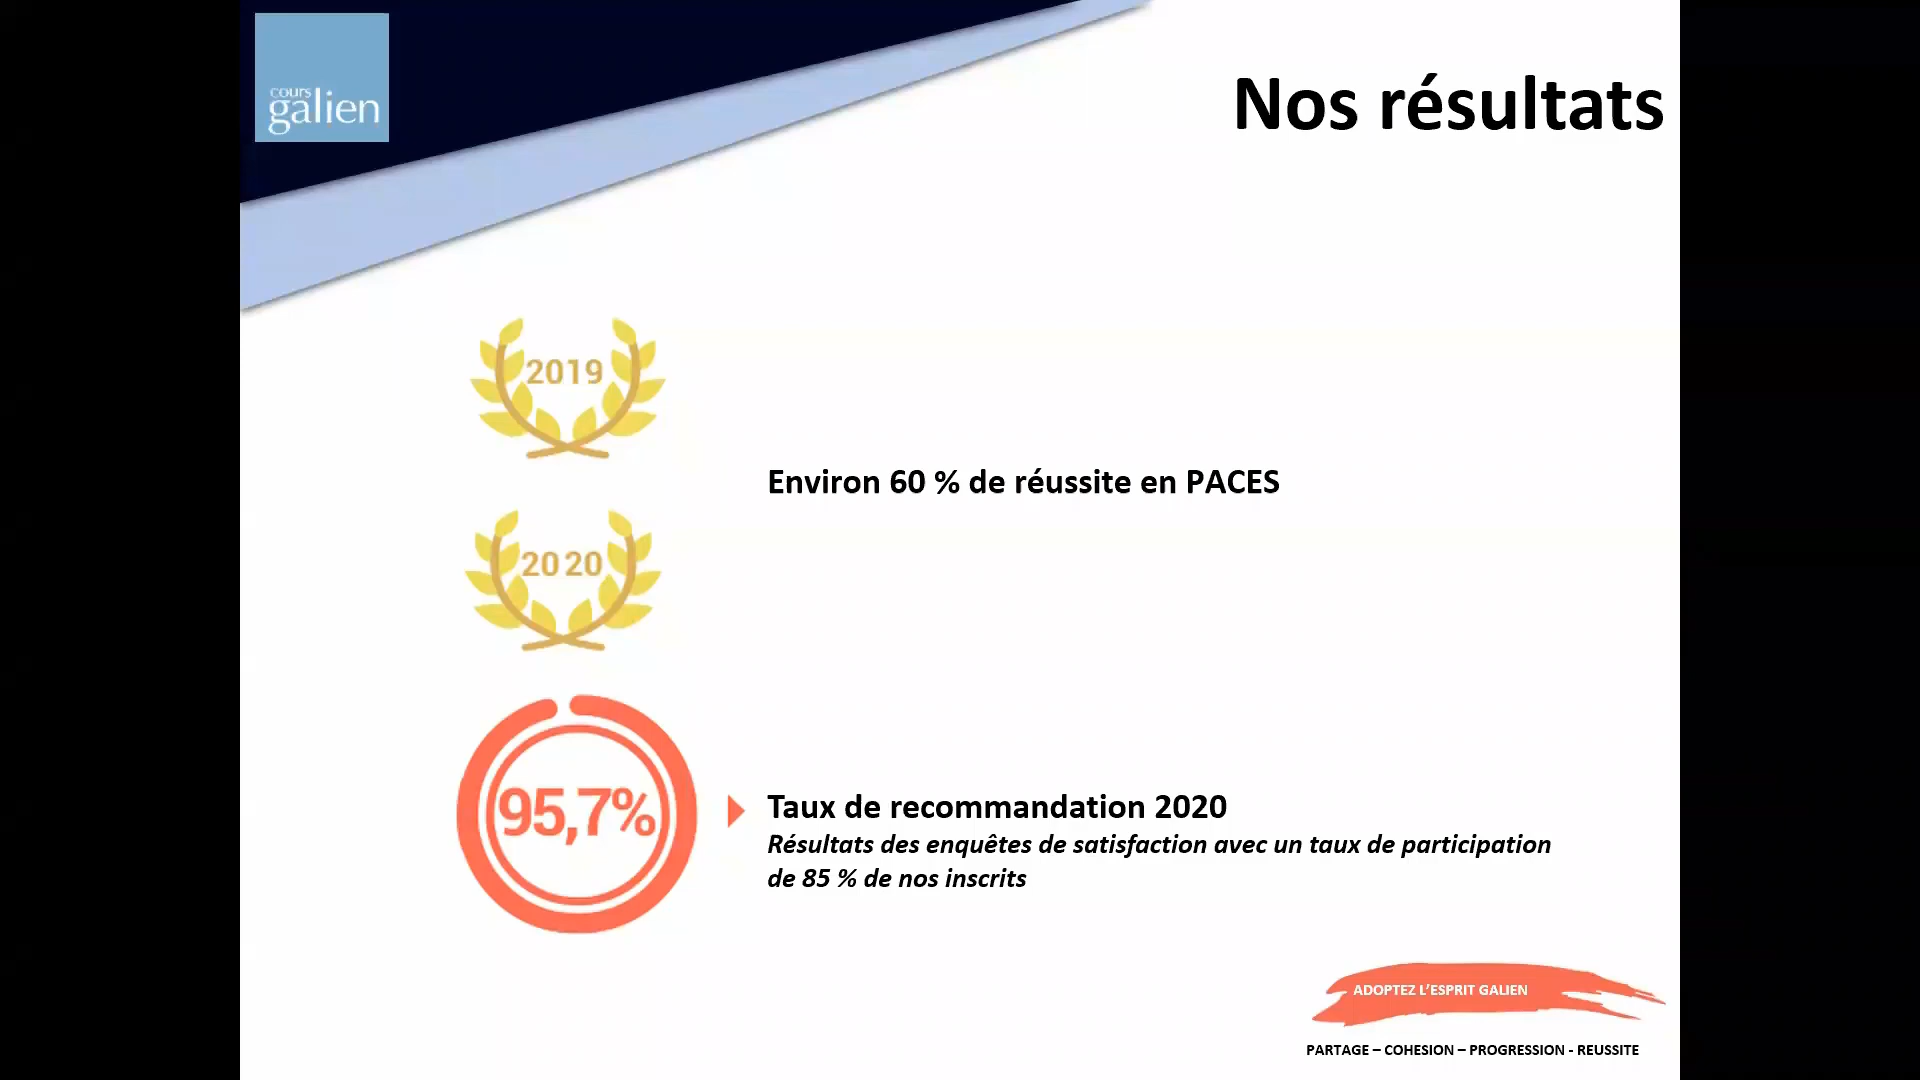 cours
galien
Nos résultats
2019
Environ 60 % de réussite en PACES
2020
95,7%
Taux de recommandation 2020
Résultats des enquêtes de satisfaction avec un taux de participation
de 85 % de nos inscrits
ADOPTEZ L’ESPRIT GALIEN
PARTAGE – COHESION – PROGRESSION - REUSSITE